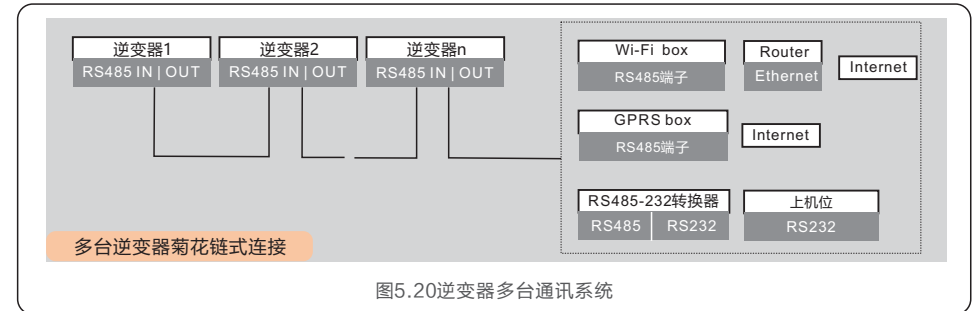 逆变器1
RS485 IN | OUT
逆变器2
RS485 IN | OUT
逆变器n
RS485 IN | OUT
Wi-Fi box
RS485端子
Router
Ethernet
Internet
GPRS box
RS485端子
Internet
RS485-232转换器
RS485
RS232
上机位
RS232
多台逆变器菊花链式连接
图5.20逆变器多台通讯系统